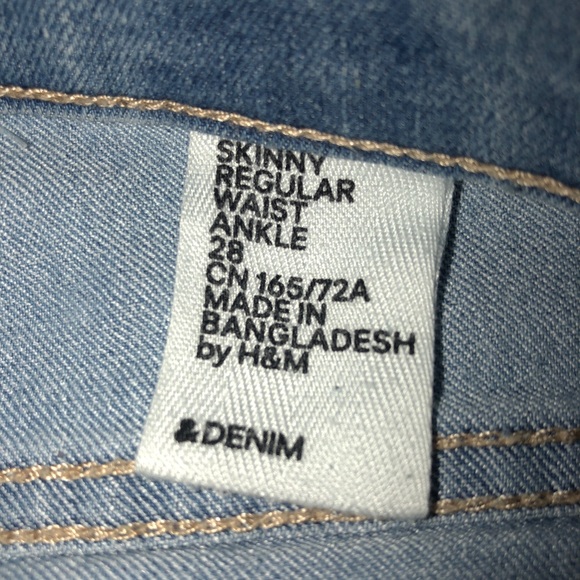 SKINNY
REGULAR
WAIST
ANKLE
28
CN 165/72A
MADE IN
BANGLADESH
by H&M
&DENIM